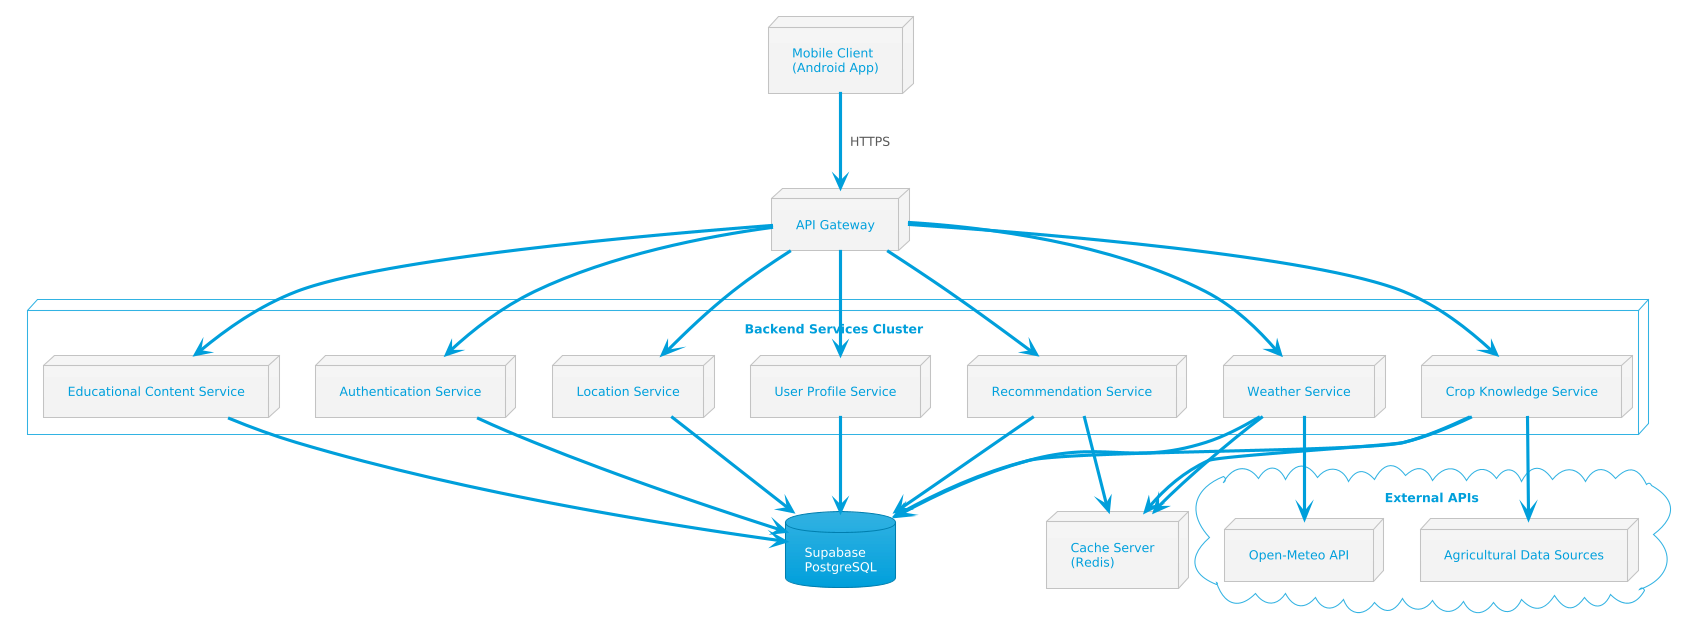 Mobile Client
(Android App)
HTTPS
API Gateway
Backend Services Cluster
Educational Content Service
Authentication Service
Location Service
User Profile Service
Recommendation Service
Weather Service
Crop Knowledge Service
External APIs
Supabase
PostgreSQL
Cache Server
(Redis)
Open-Meteo API
Agricultural Data Sources